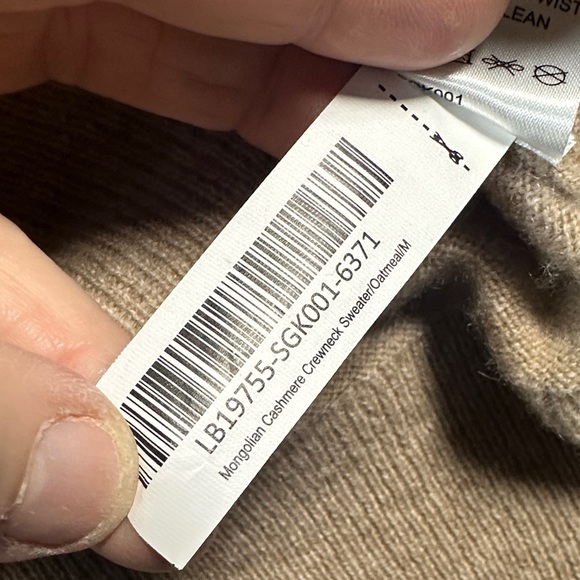 LEAN
LB19755-SGK001-6371
Mongolian Cashmere Crewneck Sweater/Oatmeal/M